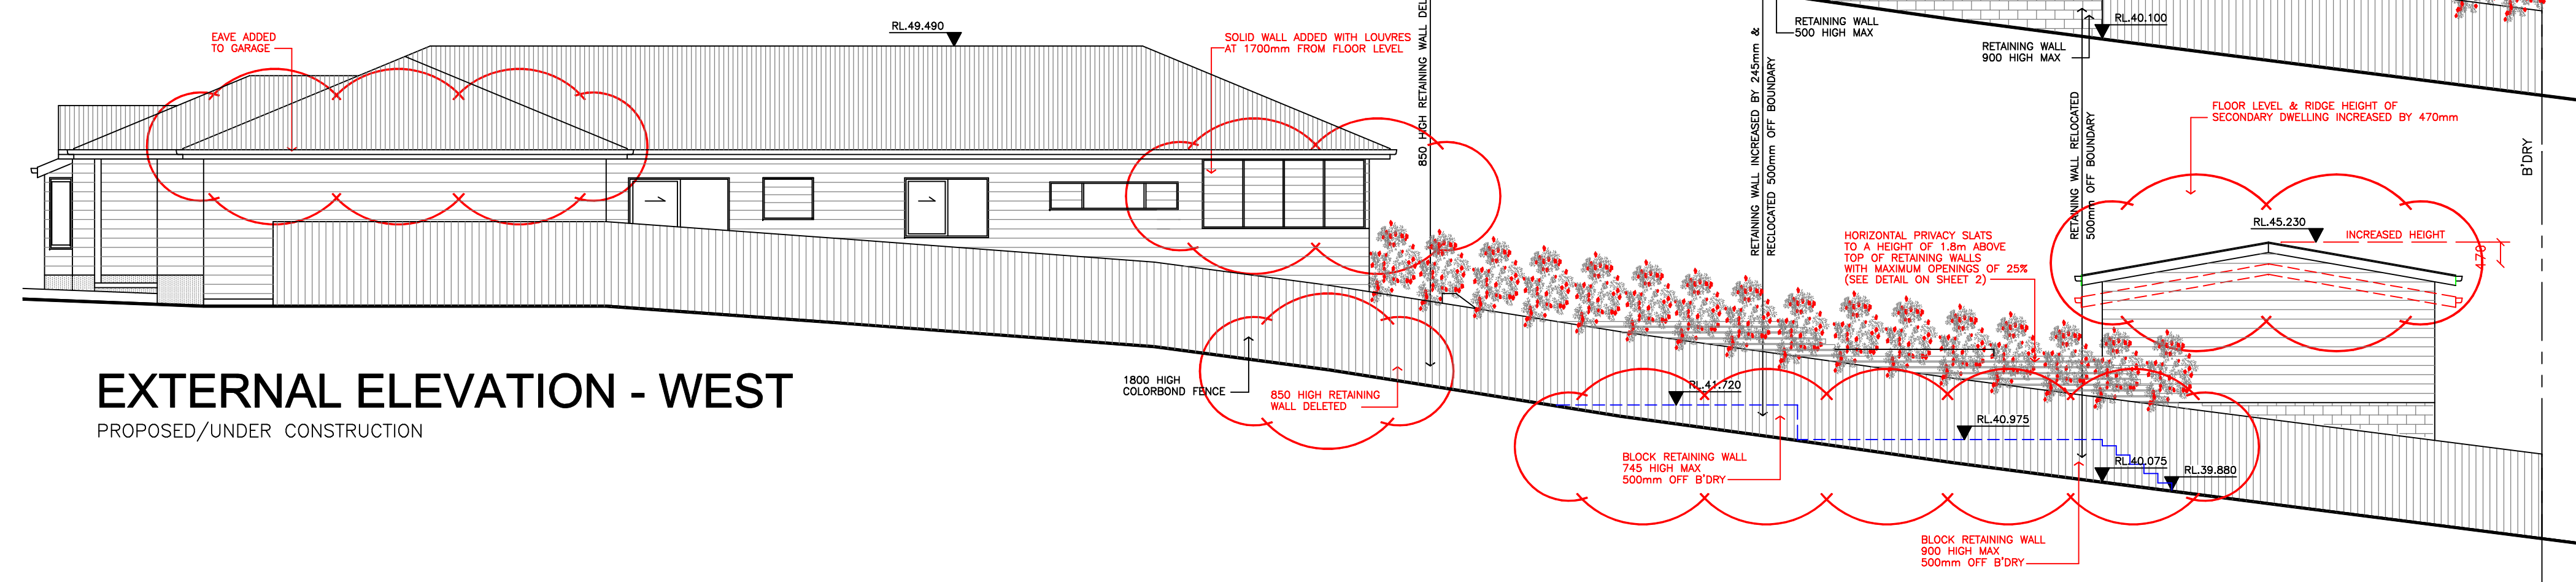 EAVE ADDED
TO GARAGE
RL.49.490
SOLID WALL ADDED WITH LOUVRES
AT 1700mm FROM FLOOR LEVEL
850 HIGH RETAINING WALL DEL
RETAINING WALL INCREASED BY 245mm &
RECLOCATED 500mm OFF BOUNDARY
RETAINING WALL
500 HIGH MAX
RETAINING WALL
900 HIGH MAX
RL.40.100
RETAINING WALL RELOCATED
500mm OFF BOUNDARY
FLOOR LEVEL & RIDGE HEIGHT OF
SECONDARY DWELLING INCREASED BY 470mm
B'DRY
RL.45.230
INCREASED HEIGHT
470
HORIZONTAL PRIVACY SLATS
TO A HEIGHT OF 1.8m ABOVE
TOP OF RETAINING WALLS
WITH MAXIMUM OPENINGS OF 25%
(SEE DETAIL ON SHEET 2)
EXTERNAL ELEVATION - WEST
PROPOSED/UNDER CONSTRUCTION
1800 HIGH
COLORBOND FENCE
850 HIGH RETAINING
WALL DELETED
RL.41.720
RL.40.975
RL.40.075
RL.39.880
BLOCK RETAINING WALL
745 HIGH MAX
500mm OFF B'DRY
BLOCK RETAINING WALL
900 HIGH MAX
500mm OFF B'DRY